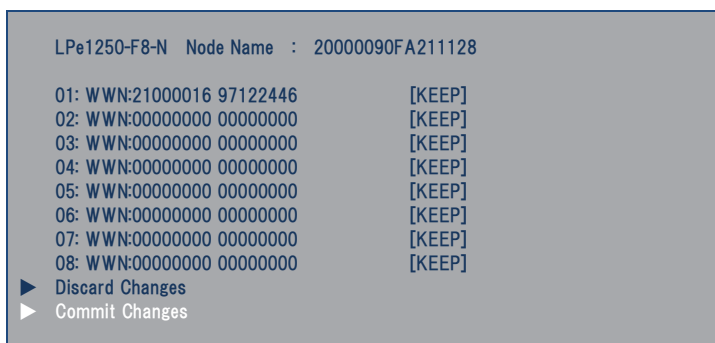 LPe1250-F8-N Node Name : 20000090FA211128
01: WWN:21000016 97122446 [KEEP]
02: WWN:00000000 00000000 [KEEP]
03: WWN:00000000 00000000 [KEEP]
04: WWN:00000000 00000000 [KEEP]
05: WWN:00000000 00000000 [KEEP]
06: WWN:00000000 00000000 [KEEP]
07: WWN:00000000 00000000 [KEEP]
08: WWN:00000000 00000000 [KEEP]
Discard Changes
Commit Changes